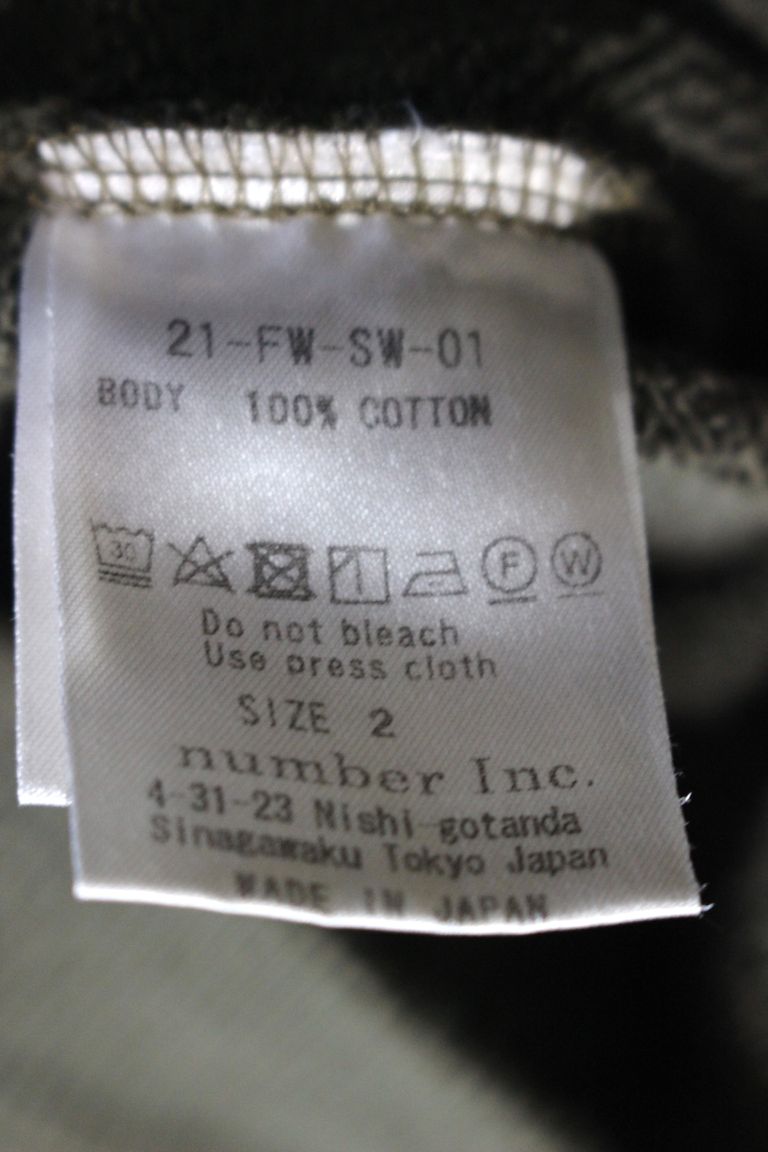 21-FW-SW-01
BODY 100% COTTON
30 F W
Do not bleach
Use press cloth
SIZE 2
number Inc.
4-31-23 Nishi-gotanda
Sinagawaku Tokyo Japan
MADE IN JAPAN